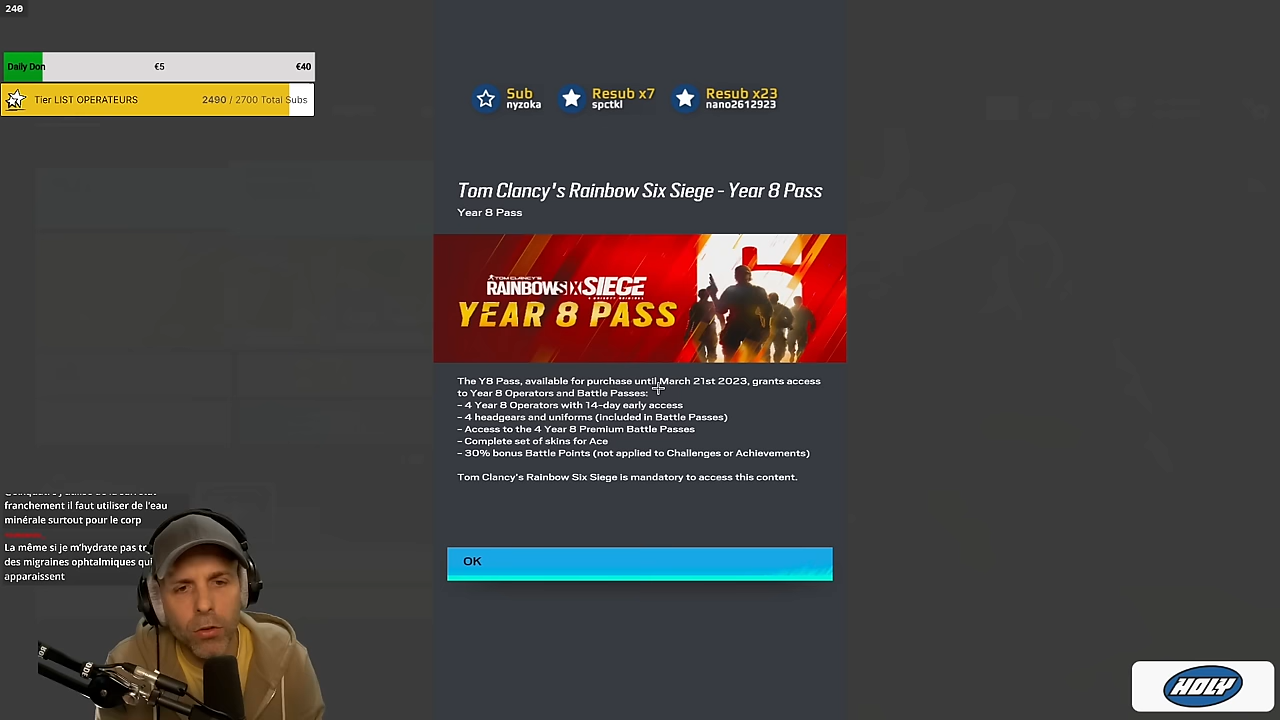 240
Daily Don
€5
€40
Tier LIST OPERATEURS
2490 / 2700 Total Subs
Sub
nyzoka
Resub x7
spctkl
Resub x23
nano2612923
Tom Clancy's Rainbow Six Siege - Year 8 Pass
Year 8 Pass
TOM CLANCY'S
RAINBOWSIX SIEGE
YEAR 8 PASS
The Y8 Pass, available for purchase until March 21st 2023, grants access
to Year 8 Operators and Battle Passes:
- 4 Year 8 Operators with 14-day early access
- 4 headgears and uniforms (included in Battle Passes)
- Access to the 4 Year 8 Premium Battle Passes
- Complete set of skins for Ace
- 30% bonus Battle Points (not applied to Challenges or Achievements)
Tom Clancy's Rainbow Six Siege is mandatory to access this content.
OK
franchement il faut utiliser de l'eau
minérale surtout pour le corp
La même si je m'hydrate pas
des migraines ophtalmiques
apparaissent
HOLY